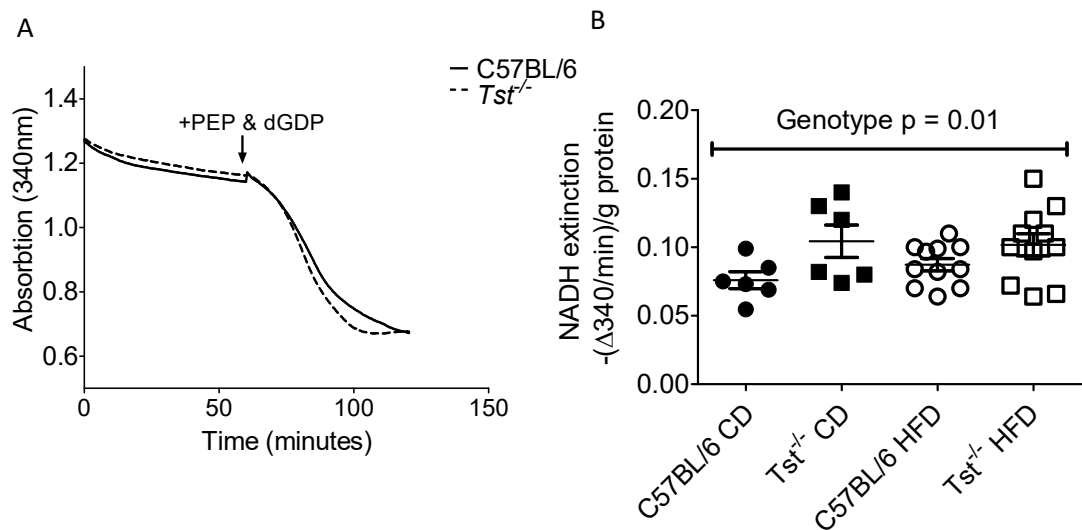 A
C57BL/6
Tst-/-
+PEP & dGDP
1.4
1.2
1.0
0.8
0.6
Absorbtion (340nm)
0
50
100
150
Time (minutes)
B
Genotype p = 0.01
0.20
0.15
0.10
0.05
0.00
NADH extinction
-(Δ340/min)/g protein
C57BL/6 CD
Tst-/- CD
C57BL/6 HFD
Tst-/- HFD